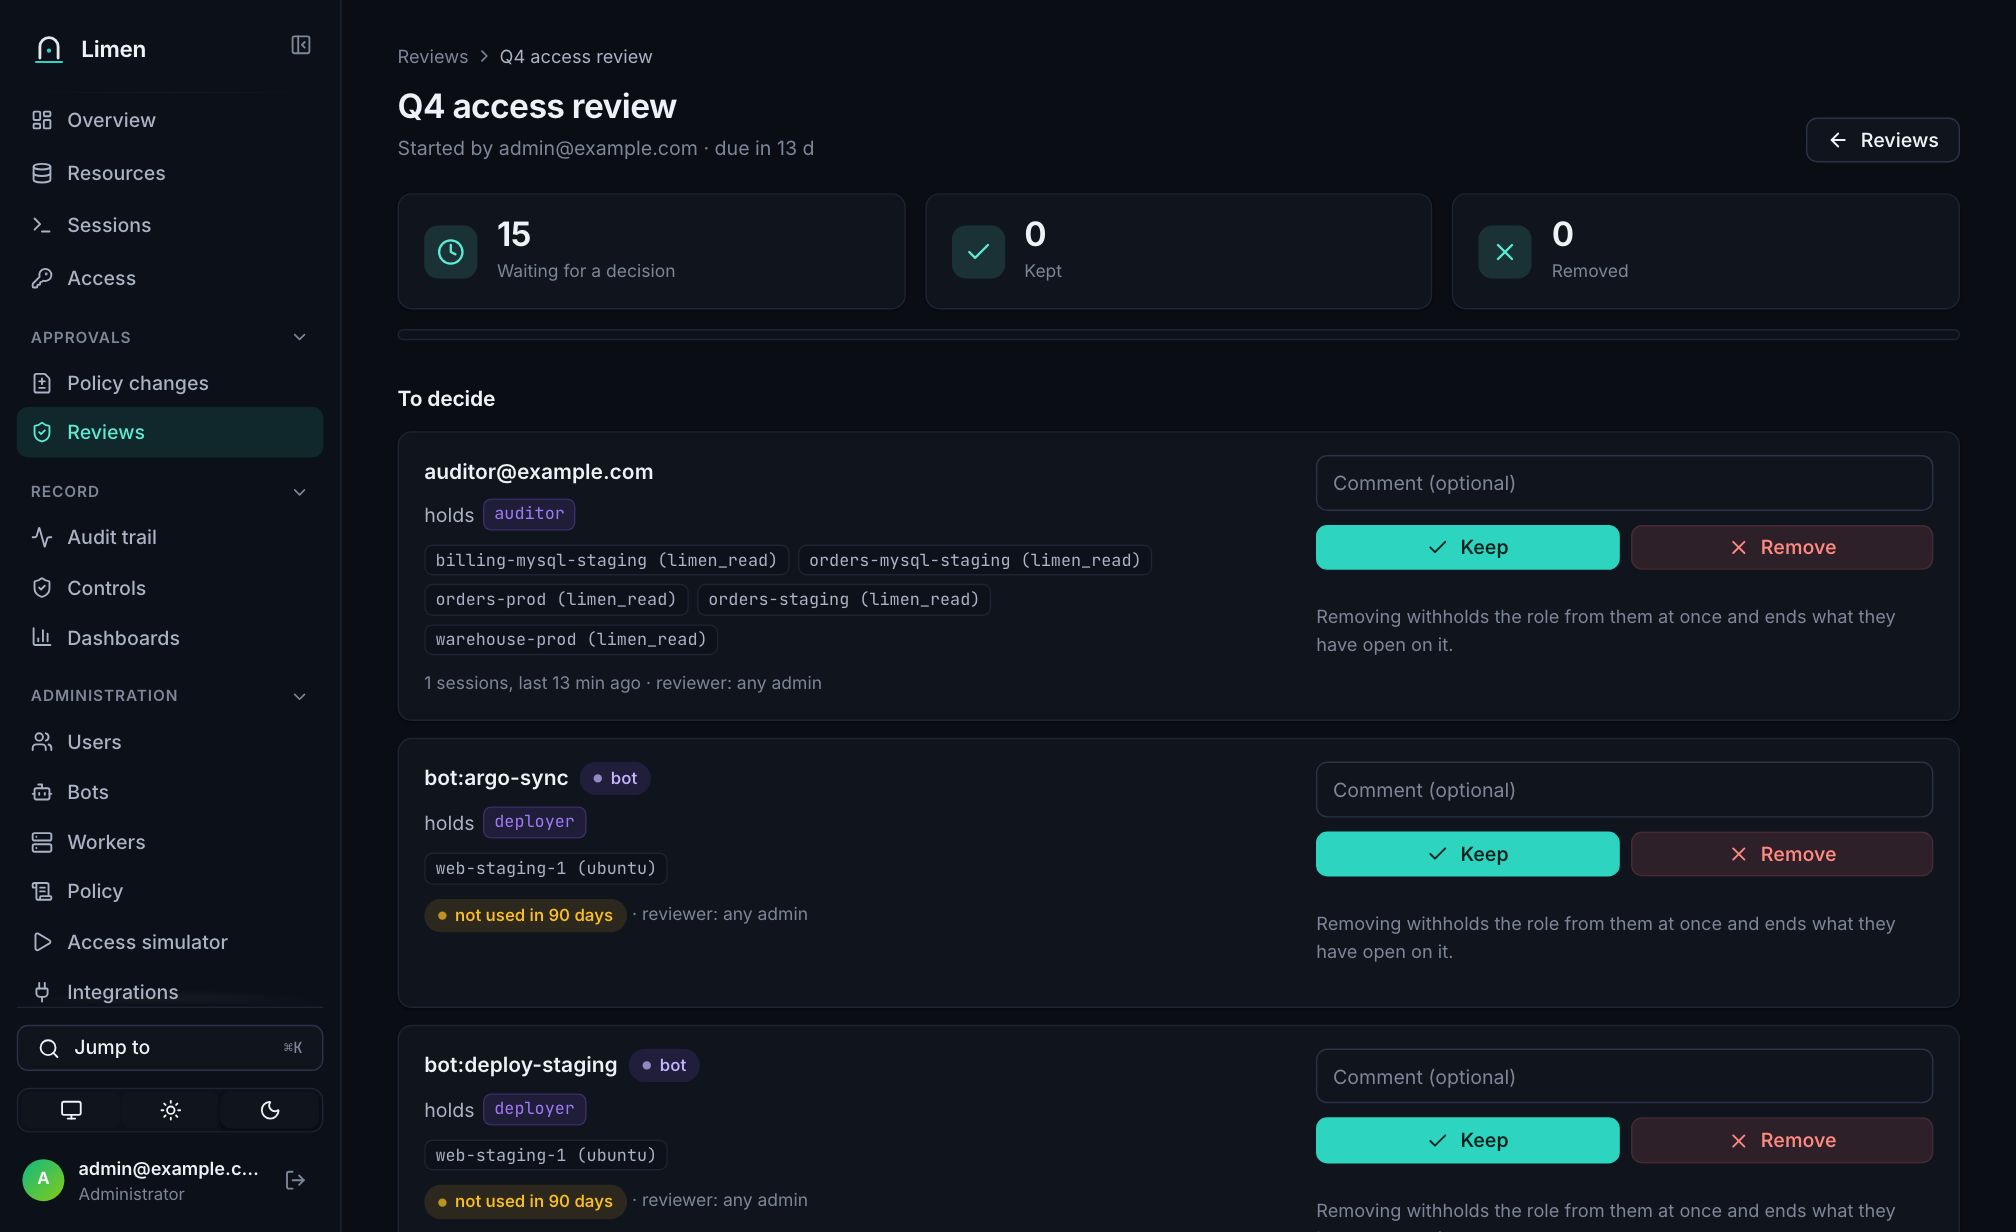 Limen
Overview
Resources
Sessions
Access
APPROVALS
Policy changes
Reviews
RECORD
Audit trail
Controls
Dashboards
ADMINISTRATION
Users
Bots
Workers
Policy
Access simulator
Integrations
Jump to ⌘K
A
admin@example.c...
Administrator
Reviews > Q4 access review
Q4 access review
Started by admin@example.com · due in 13 d
Reviews
15
Waiting for a decision
0
Kept
0
Removed
To decide
auditor@example.com
holds auditor
billing-mysql-staging (limen_read) orders-mysql-staging (limen_read)
orders-prod (limen_read) orders-staging (limen_read)
warehouse-prod (limen_read)
1 sessions, last 13 min ago · reviewer: any admin
Comment (optional)
Keep Remove
Removing withholds the role from them at once and ends what they
have open on it.
bot:argo-sync bot
holds deployer
web-staging-1 (ubuntu)
not used in 90 days · reviewer: any admin
Comment (optional)
Keep Remove
Removing withholds the role from them at once and ends what they
have open on it.
bot:deploy-staging bot
holds deployer
web-staging-1 (ubuntu)
not used in 90 days · reviewer: any admin
Comment (optional)
Keep Remove
Removing withholds the role from them at once and ends what they